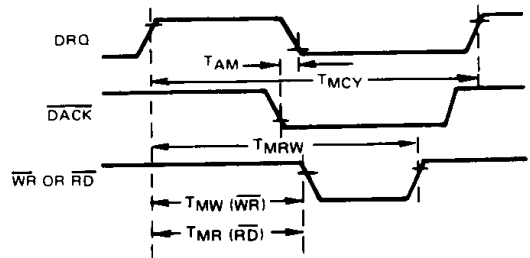 DRQ
TAM
TMCY
DACK
TMRW
WR OR RD
TMW (WR)
TMR (RD)